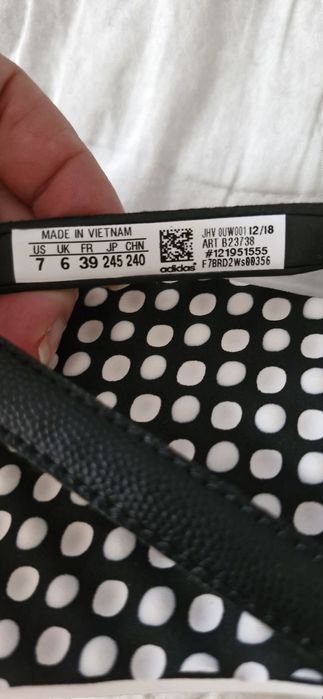 MADE IN VIETNAM
US UK FR JP CHN
7 6 39 245 240
adidas
JHV 0UW001 12/18
ART B23738
#121951555
F7BRD2Ws00356